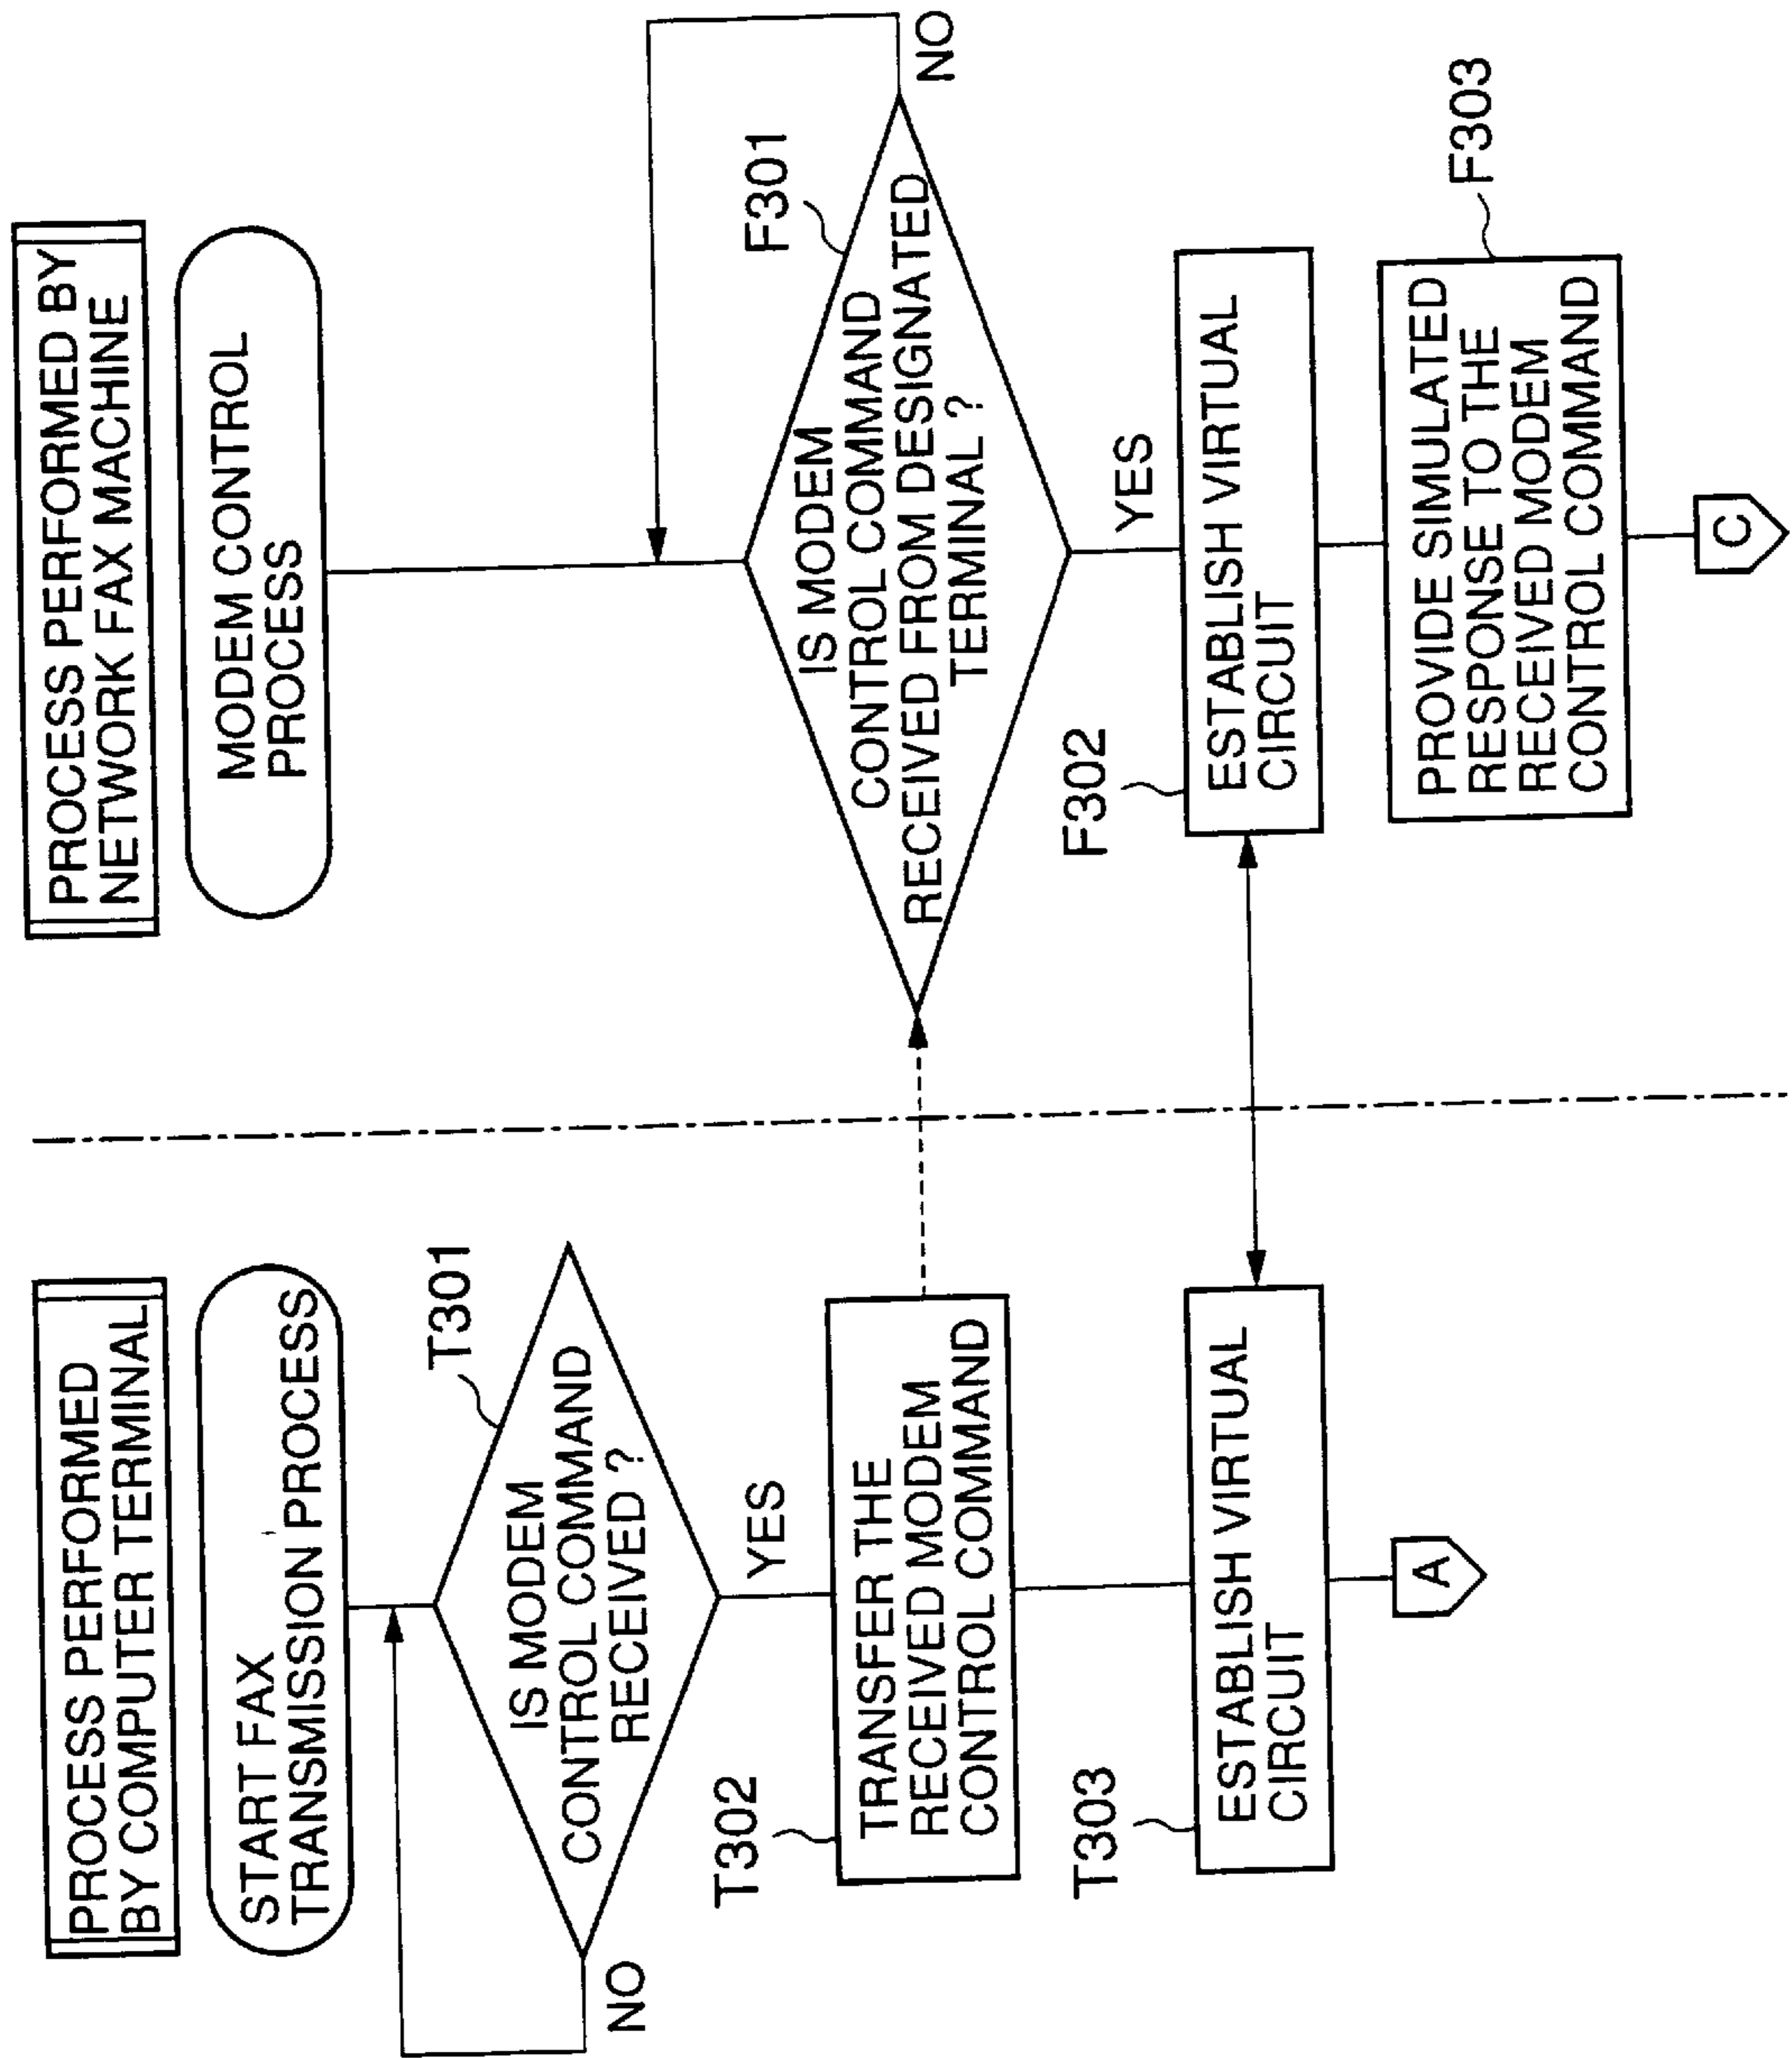 PROCESS PERFORMED
BY COMPUTER TERMINAL
START FAX
TRANSMISSION PROCESS
T301
IS MODEM
CONTROL COMMAND
RECEIVED ?
NO
YES
T302
TRANSFER THE
RECEIVED MODEM
CONTROL COMMAND
T303
ESTABLISH VIRTUAL
CIRCUIT
A
PROCESS PERFORMED BY
NETWORK FAX MACHINE
MODEM CONTROL
PROCESS
F301
IS MODEM
CONTROL COMMAND
RECEIVED FROM DESIGNATED
TERMINAL ?
NO
YES
F302
ESTABLISH VIRTUAL
CIRCUIT
F303
PROVIDE SIMULATED
RESPONSE TO THE
RECEIVED MODEM
CONTROL COMMAND
C